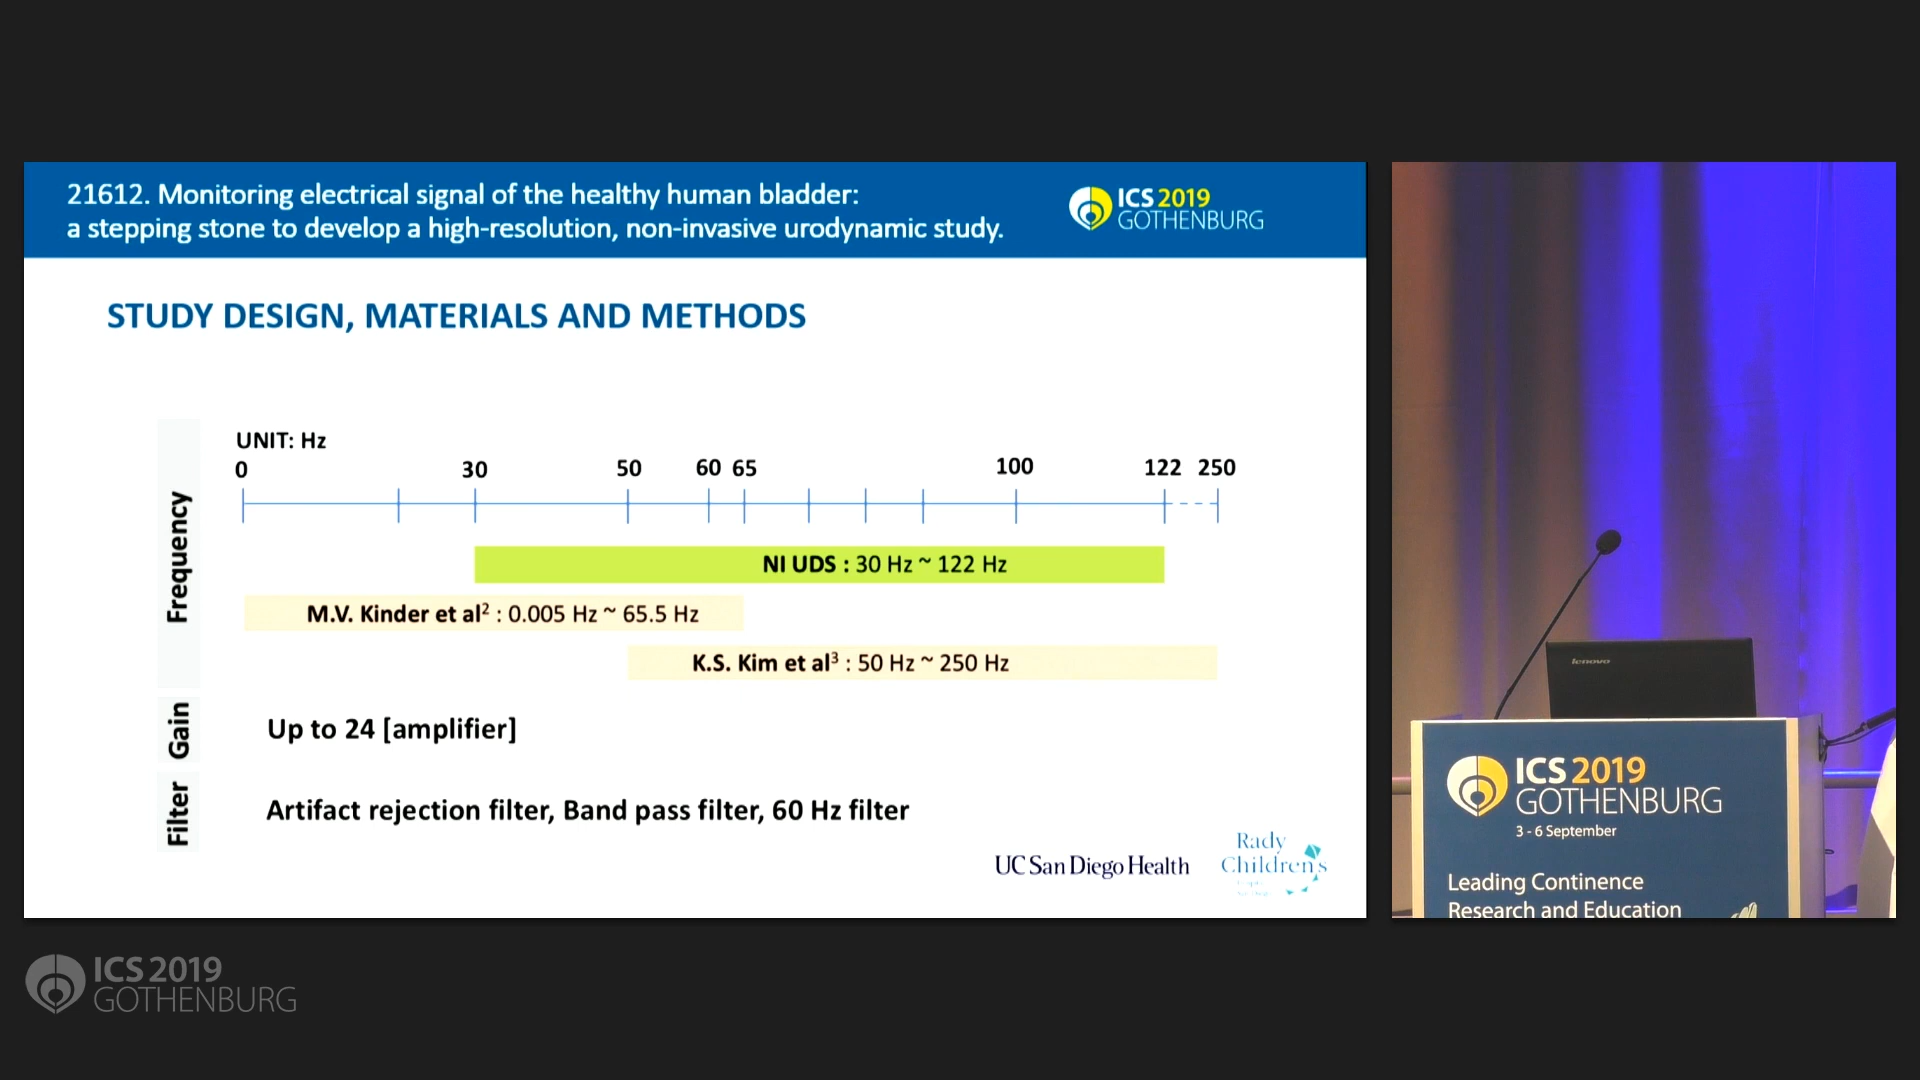 21612. Monitoring electrical signal of the healthy human bladder:
a stepping stone to develop a high-resolution, non-invasive urodynamic study.
ICS 2019
GOTHENBURG
STUDY DESIGN, MATERIALS AND METHODS
Frequency
UNIT: Hz
0 30 50 60 65 100 122 250
NI UDS : 30 Hz ~ 122 Hz
M.V. Kinder et al² : 0.005 Hz ~ 65.5 Hz
K.S. Kim et al³ : 50 Hz ~ 250 Hz
Gain
Up to 24 [amplifier]
Filter
Artifact rejection filter, Band pass filter, 60 Hz filter
UC San Diego Health
Rady
Children's
lenovo
ICS 2019
GOTHENBURG
3 - 6 September
Leading Continence
Research and Education
ICS 2019
GOTHENBURG